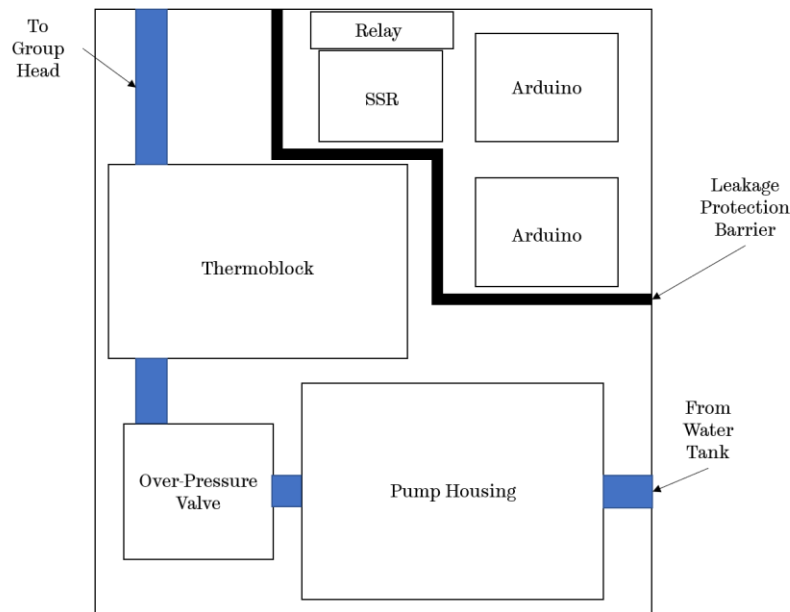 To
Group
Head
Relay
SSR
Arduino
Leakage
Protection
Barrier
Arduino
Thermoblock
From
Water
Tank
Over-Pressure
Valve
Pump Housing